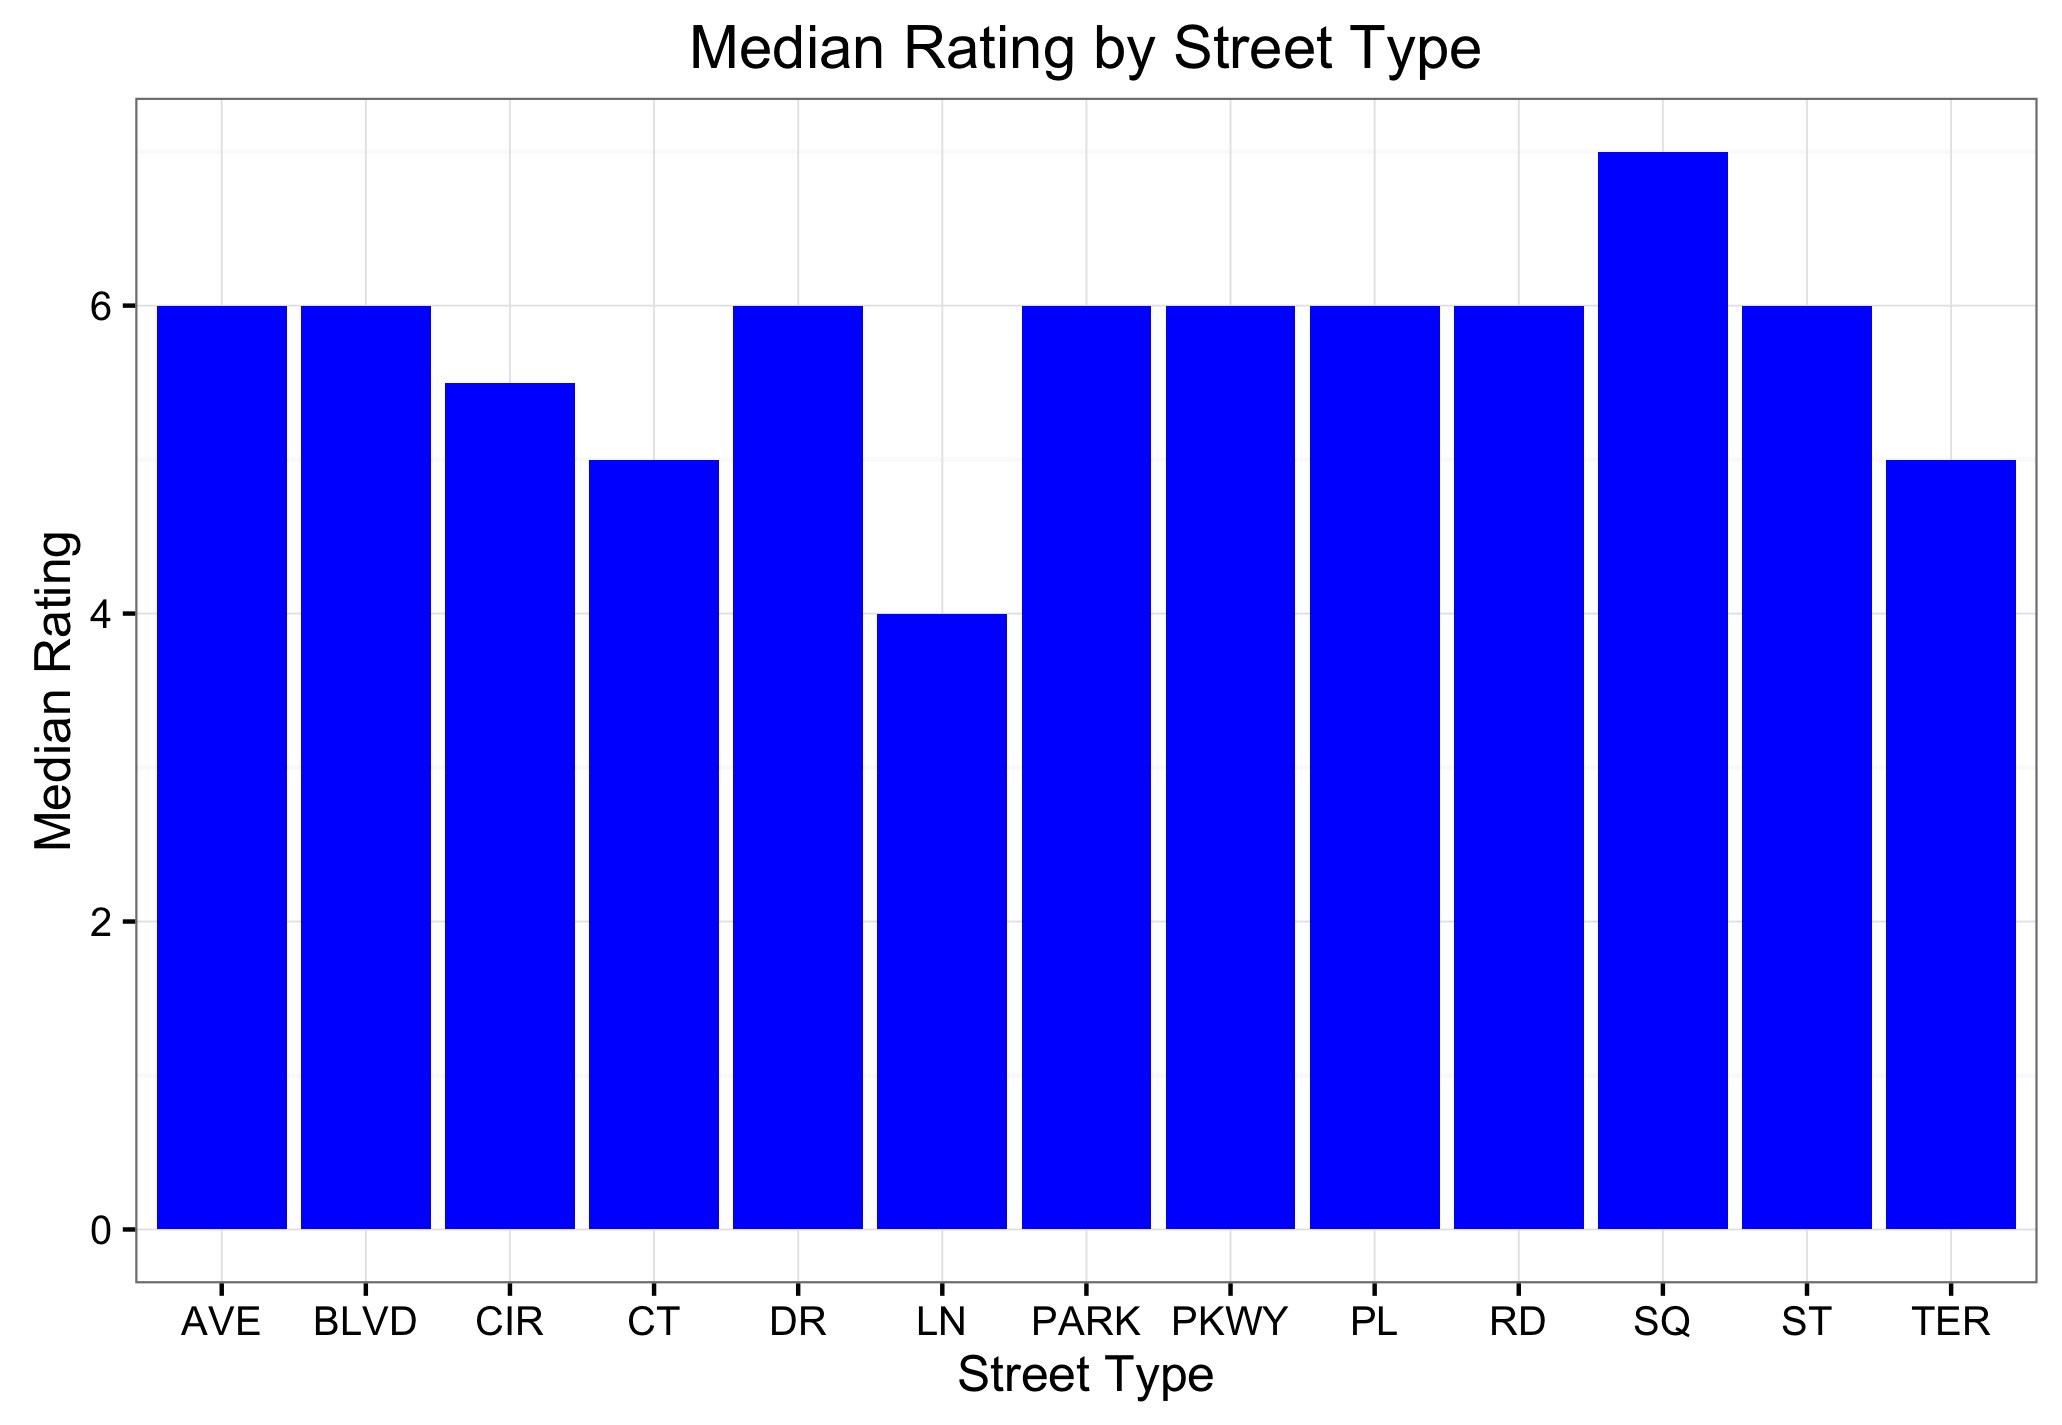 Median Rating by Street Type
Median Rating
6
4
2
0
AVE BLVD CIR CT DR LN PARK PKWY PL RD SQ ST TER
Street Type